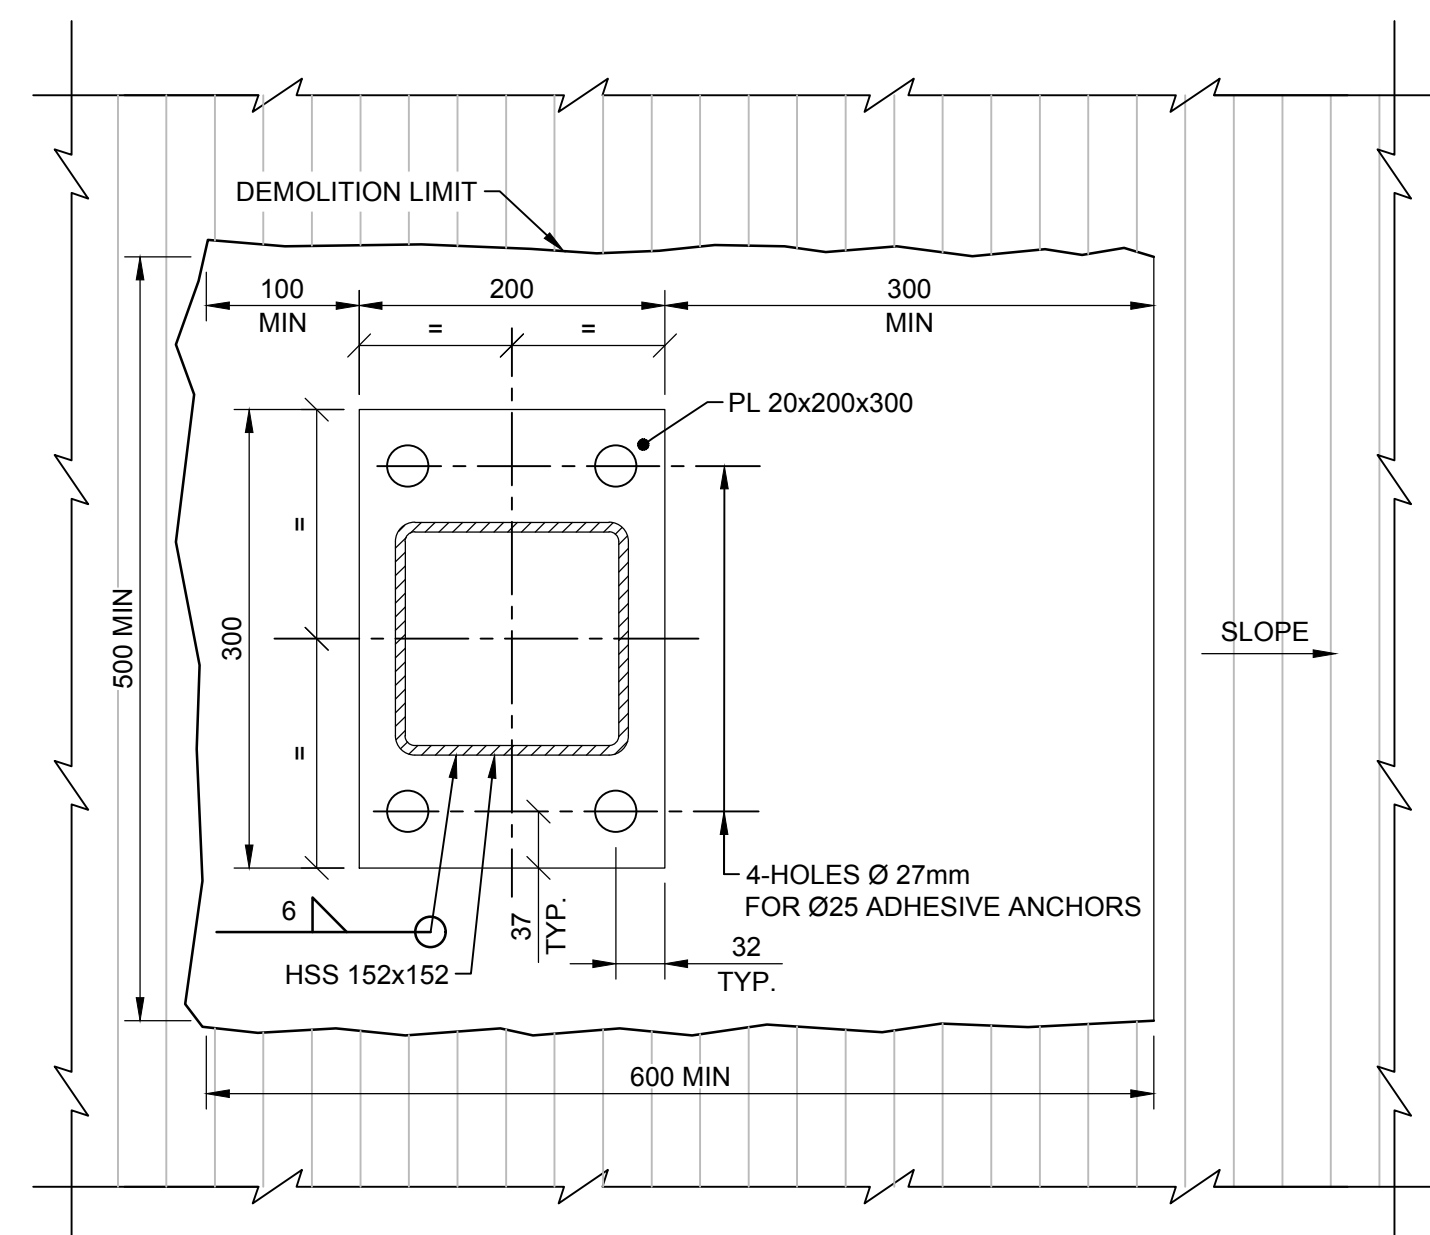 DEMOLITION LIMIT
100
MIN
200
300
MIN
=
=
PL 20x200x300
=
=
500 MIN
300
SLOPE
4-HOLES Ø 27mm
FOR Ø25 ADHESIVE ANCHORS
6
37
TYP.
32
TYP.
HSS 152x152
600 MIN